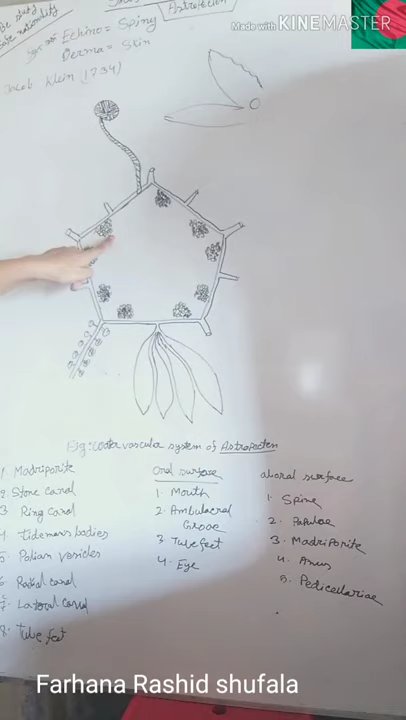 Made with KINEMASTER
Astropecten
Echino = Spiny
Derma = Skin
Jacob Klein (1734)
Fig: Water vascular system of Astropecten
1. Madriporite
2. Stone canal
3 Ring canal
4 tidemans bodies
5. Polian vesicles
6 Radial canal
7. Lateral canal
8. Tube feet
Oral surface
1. Mouth
2. Ambulacral
Groove
3. Tube feet
4. Eye
aboral surface
1. Spine
2. Papulae
3. Madriporite
4. Anus
5. Pedicellariae
Farhana Rashid shufala